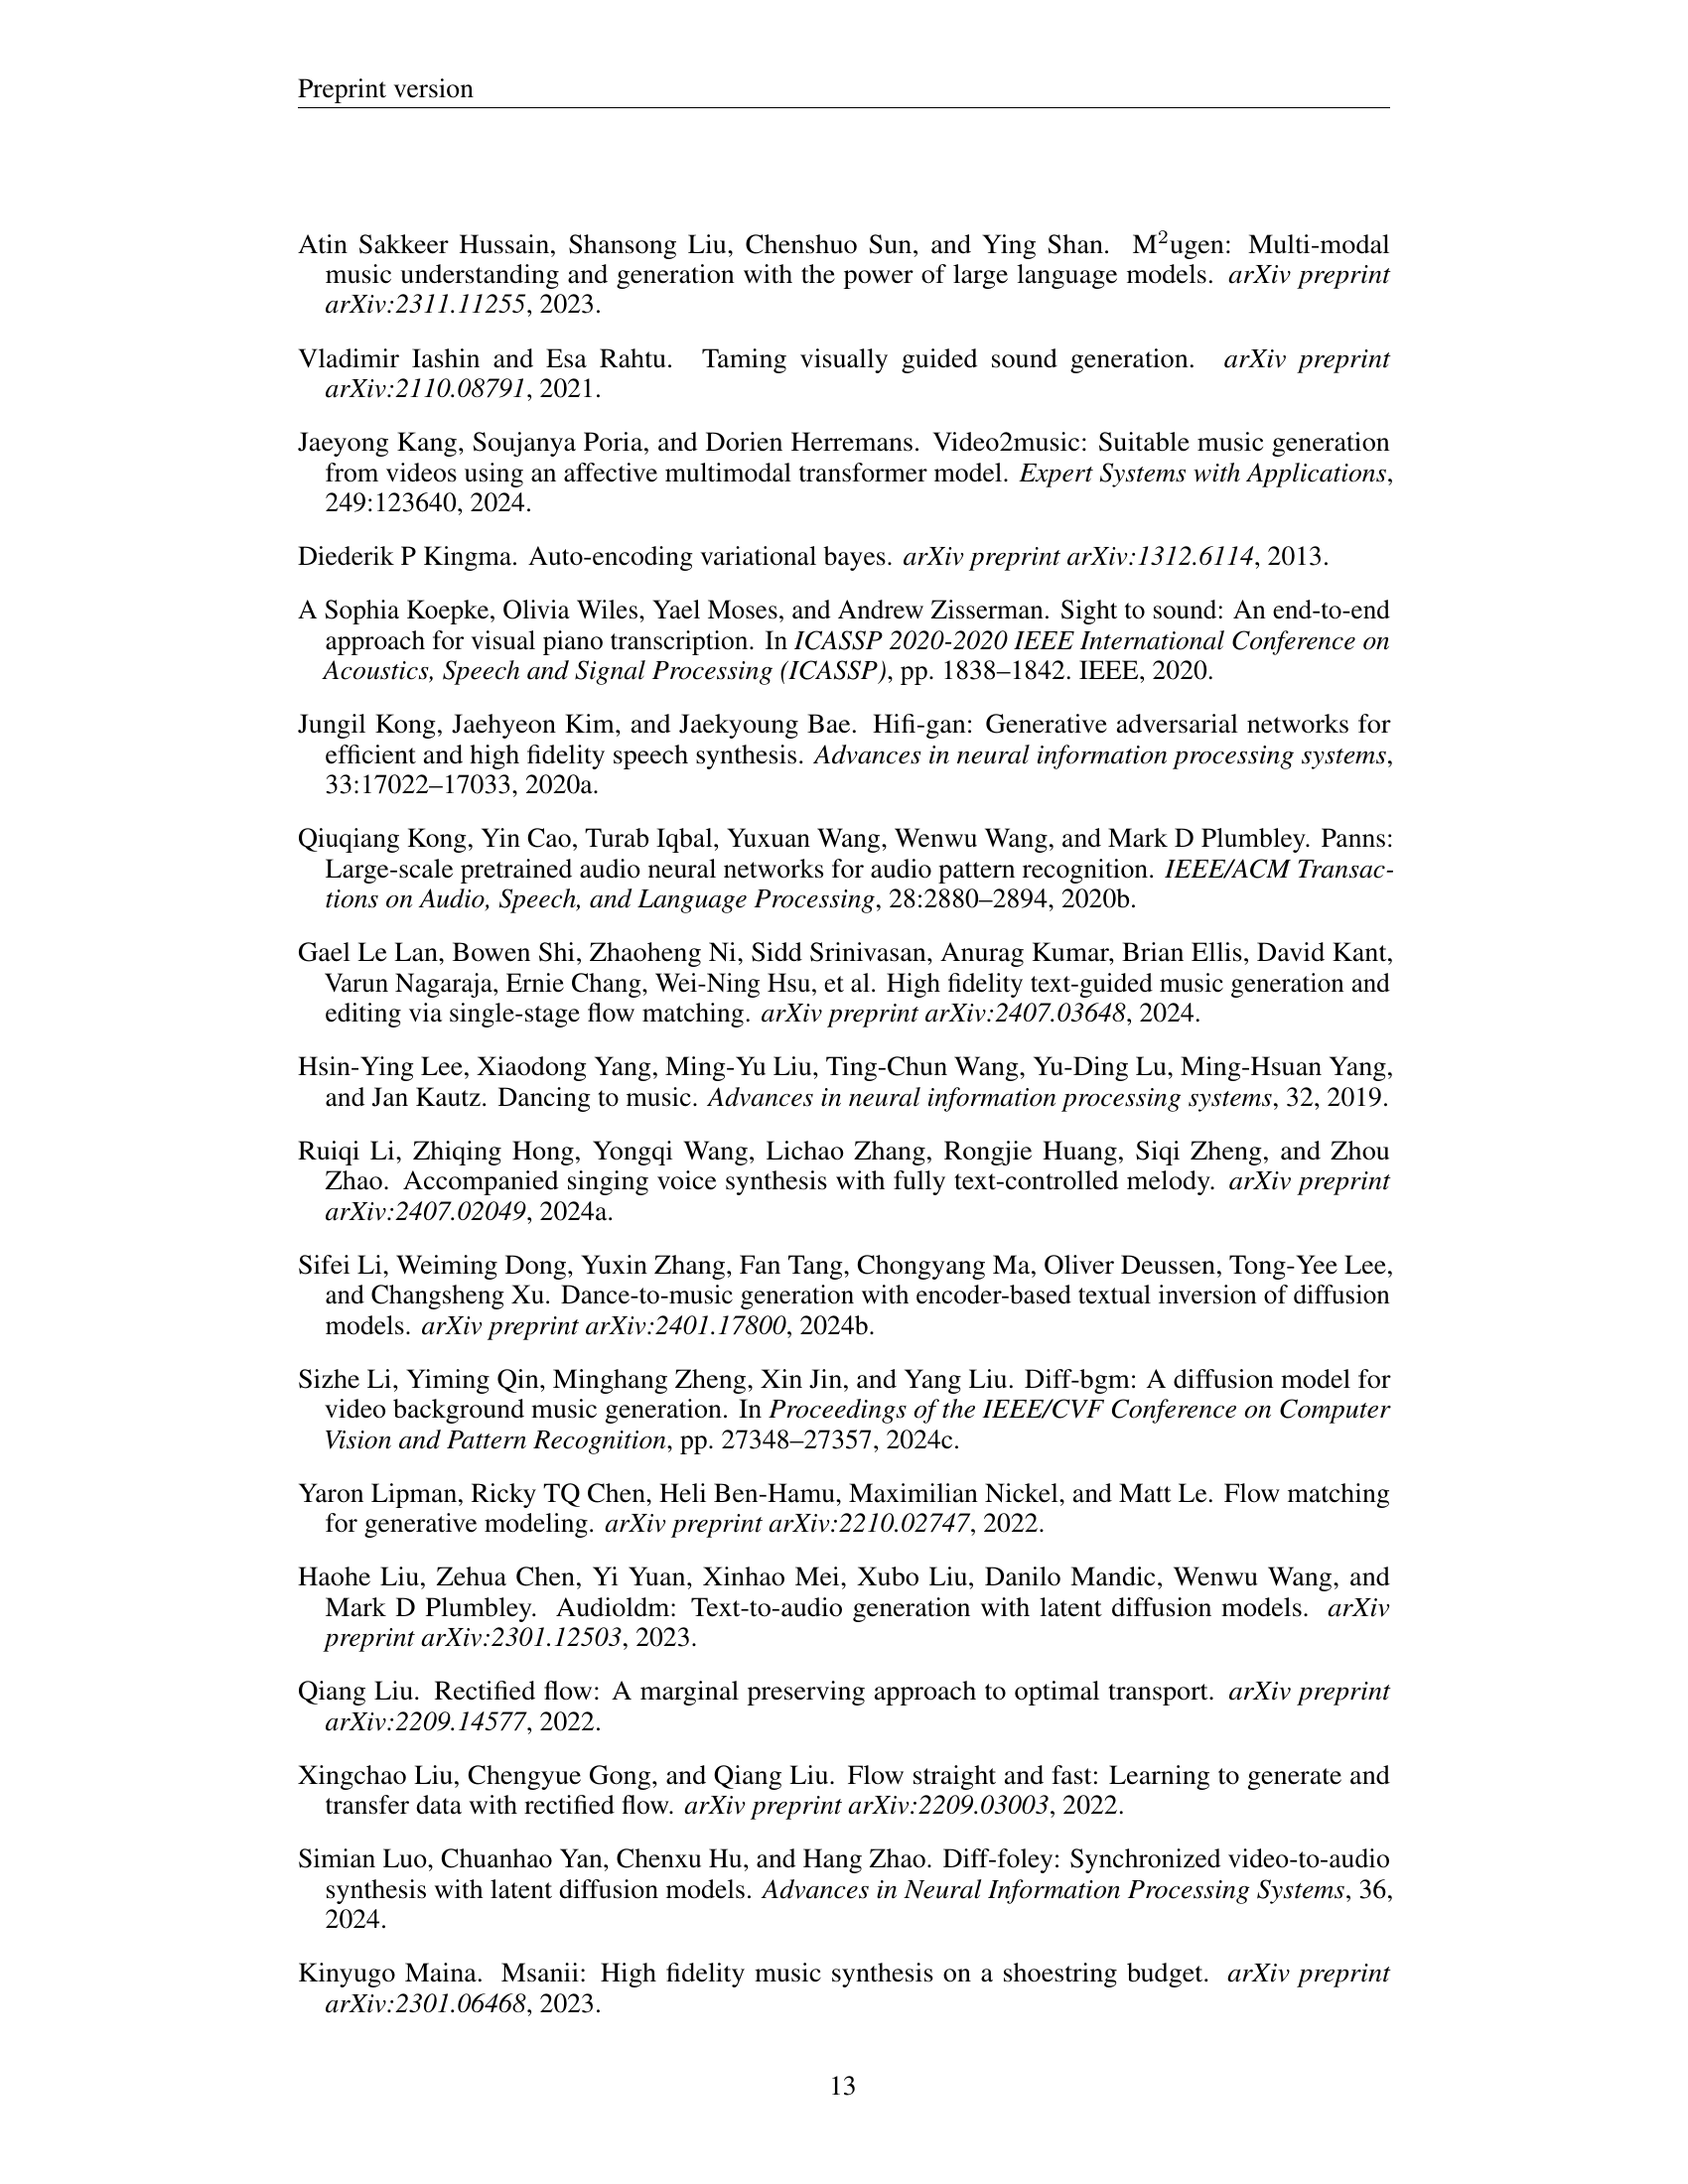 Preprint version
Atin Sakkeer Hussain, Shansong Liu, Chenshuo Sun, and Ying Shan. M²ugen: Multi-modal
music understanding and generation with the power of large language models. arXiv preprint
arXiv:2311.11255, 2023.
Vladimir Iashin and Esa Rahtu. Taming visually guided sound generation. arXiv preprint
arXiv:2110.08791, 2021.
Jaeyong Kang, Soujanya Poria, and Dorien Herremans. Video2music: Suitable music generation
from videos using an affective multimodal transformer model. Expert Systems with Applications,
249:123640, 2024.
Diederik P Kingma. Auto-encoding variational bayes. arXiv preprint arXiv:1312.6114, 2013.
A Sophia Koepke, Olivia Wiles, Yael Moses, and Andrew Zisserman. Sight to sound: An end-to-end
approach for visual piano transcription. In ICASSP 2020-2020 IEEE International Conference on
Acoustics, Speech and Signal Processing (ICASSP), pp. 1838–1842. IEEE, 2020.
Jungil Kong, Jaehyeon Kim, and Jaekyoung Bae. Hifi-gan: Generative adversarial networks for
efficient and high fidelity speech synthesis. Advances in neural information processing systems,
33:17022–17033, 2020a.
Qiuqiang Kong, Yin Cao, Turab Iqbal, Yuxuan Wang, Wenwu Wang, and Mark D Plumbley. Panns:
Large-scale pretrained audio neural networks for audio pattern recognition. IEEE/ACM Transac-
tions on Audio, Speech, and Language Processing, 28:2880–2894, 2020b.
Gael Le Lan, Bowen Shi, Zhaoheng Ni, Sidd Srinivasan, Anurag Kumar, Brian Ellis, David Kant,
Varun Nagaraja, Ernie Chang, Wei-Ning Hsu, et al. High fidelity text-guided music generation and
editing via single-stage flow matching. arXiv preprint arXiv:2407.03648, 2024.
Hsin-Ying Lee, Xiaodong Yang, Ming-Yu Liu, Ting-Chun Wang, Yu-Ding Lu, Ming-Hsuan Yang,
and Jan Kautz. Dancing to music. Advances in neural information processing systems, 32, 2019.
Ruiqi Li, Zhiqing Hong, Yongqi Wang, Lichao Zhang, Rongjie Huang, Siqi Zheng, and Zhou
Zhao. Accompanied singing voice synthesis with fully text-controlled melody. arXiv preprint
arXiv:2407.02049, 2024a.
Sifei Li, Weiming Dong, Yuxin Zhang, Fan Tang, Chongyang Ma, Oliver Deussen, Tong-Yee Lee,
and Changsheng Xu. Dance-to-music generation with encoder-based textual inversion of diffusion
models. arXiv preprint arXiv:2401.17800, 2024b.
Sizhe Li, Yiming Qin, Minghang Zheng, Xin Jin, and Yang Liu. Diff-bgm: A diffusion model for
video background music generation. In Proceedings of the IEEE/CVF Conference on Computer
Vision and Pattern Recognition, pp. 27348–27357, 2024c.
Yaron Lipman, Ricky TQ Chen, Heli Ben-Hamu, Maximilian Nickel, and Matt Le. Flow matching
for generative modeling. arXiv preprint arXiv:2210.02747, 2022.
Haohe Liu, Zehua Chen, Yi Yuan, Xinhao Mei, Xubo Liu, Danilo Mandic, Wenwu Wang, and
Mark D Plumbley. Audioldm: Text-to-audio generation with latent diffusion models. arXiv
preprint arXiv:2301.12503, 2023.
Qiang Liu. Rectified flow: A marginal preserving approach to optimal transport. arXiv preprint
arXiv:2209.14577, 2022.
Xingchao Liu, Chengyue Gong, and Qiang Liu. Flow straight and fast: Learning to generate and
transfer data with rectified flow. arXiv preprint arXiv:2209.03003, 2022.
Simian Luo, Chuanhao Yan, Chenxu Hu, and Hang Zhao. Diff-foley: Synchronized video-to-audio
synthesis with latent diffusion models. Advances in Neural Information Processing Systems, 36,
2024.
Kinyugo Maina. Msanii: High fidelity music synthesis on a shoestring budget. arXiv preprint
arXiv:2301.06468, 2023.
13